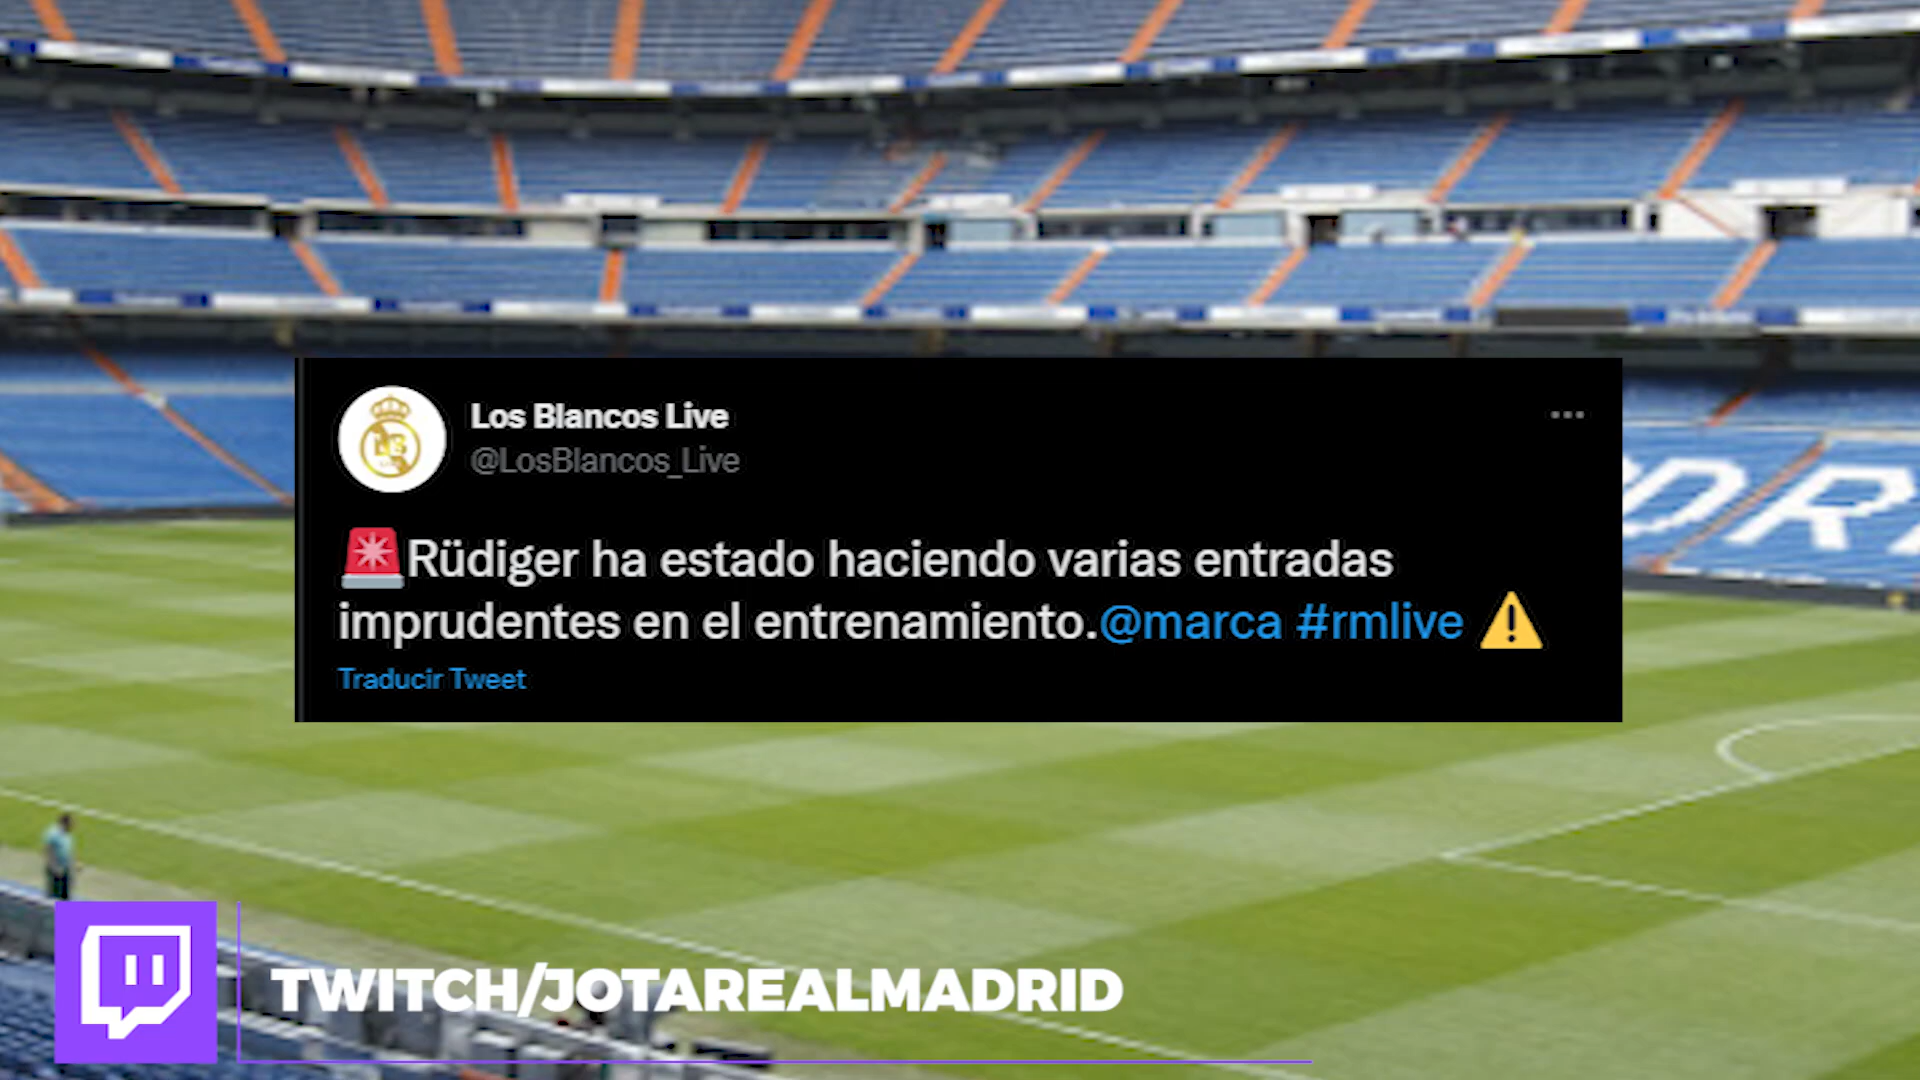 Los Blancos Live
@LosBlancos_Live
🚨Rüdiger ha estado haciendo varias entradas
imprudentes en el entrenamiento.@marca #rmlive ⚠️
Traducir Tweet
DR
TWITCH/JOTAREALMADRID